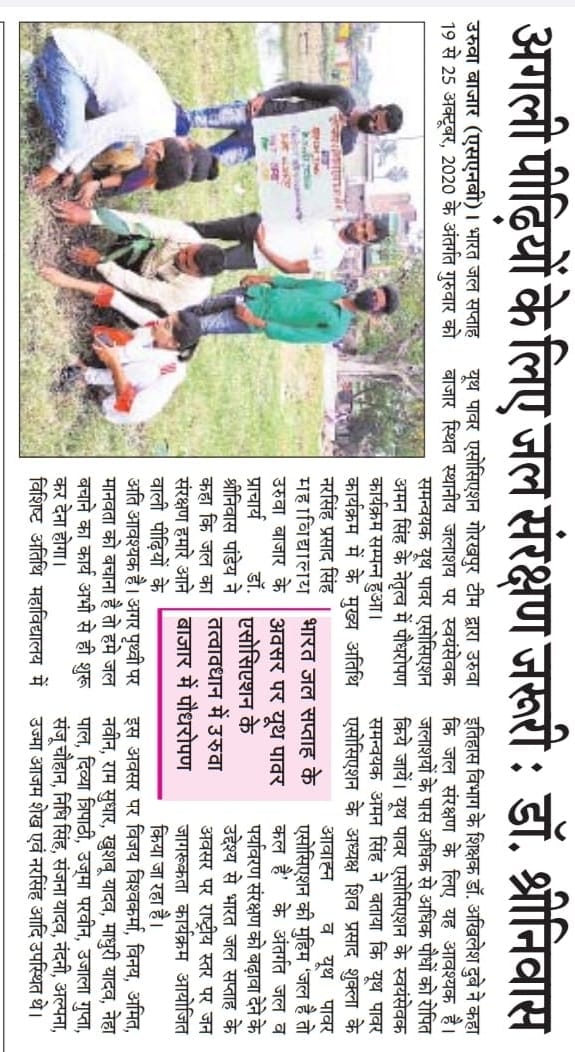 अगली पीढ़ियों के लिए जल संरक्षण जरूरी : डॉ. श्रीनिवास
उरुवा बाजार (एसएनबी)। भारत जल सप्ताह
19 से 25 अक्टूबर, 2020 के अंतर्गत गुरुवार को
यूथ पावर एसोसिएशन गोरखपुर टीम द्वारा उरुवा
बाजार स्थित स्थानीय जलाशय पर स्वयंसेवक
समन्वयक यूथ पावर एसोसिएशन
अमन सिंह के नेतृत्व में पौधरोपण
कार्यक्रम सम्पन्न हुआ।
कार्यक्रम में के मुख्य अतिथि
नरसिंह प्रसाद सिंह
महाविद्यालय
उरुवा बाजार के
प्राचार्य डॉ.
श्रीनिवास पांडेय ने
कहा कि जल का
संरक्षण हमारे आने
वाली पीढ़ियों के
अति आवश्यक है। अगर पृथ्वी पर
मानवता को बचाना है तो हमे जल
बचाने का कार्य अभी से ही शुरू
कर देना होगा।
विशिष्ट अतिथि महाविद्यालय में
भारत जल सप्ताह के
अवसर पर यूथ पावर
एसोसिएशन के
तत्वावधान में उरुवा
बाजार में पौधरोपण
इतिहास विभाग के शिक्षक डॉ. अखिलेश दुबे ने कहा
कि जल संरक्षण के लिए यह आवश्यक है।
जलाशयों के पास अधिक से अधिक पौधों को रोपित
किये जायें। यूथ पावर एसोसिएशन के स्वयंसेवक
समन्वयक अमन सिंह ने बताया कि यूथ पावर
एसोसिएशन के अध्यक्ष शिव प्रसाद शुक्ला के
आवाहन व यूथ पावर
एसोसिएशन की मुहिम 'जल है तो
कल है' के अंतर्गत जल व
पर्यावरण संरक्षण को बढ़ावा देने के
उद्देश्य से भारत जल सप्ताह के
अवसर पर राष्ट्रीय स्तर पर जन
जागरूकता कार्यक्रम आयोजित
किया जा रहा है।
इस अवसर पर विजय विश्वकर्मा, विनय, अमित,
नवीन, राम सुधार, खुशबू यादव, माधुरी यादव, नेहा
पाल, दिव्या त्रिपाठी, उजुमा परवीन, उजाला गुप्ता,
संजू चौहान, निधि सिंह, संजना यादव, नंदनी, अल्पना,
उज्मा आजम शेख एवं नरसिंह आदि उपस्थित थे।